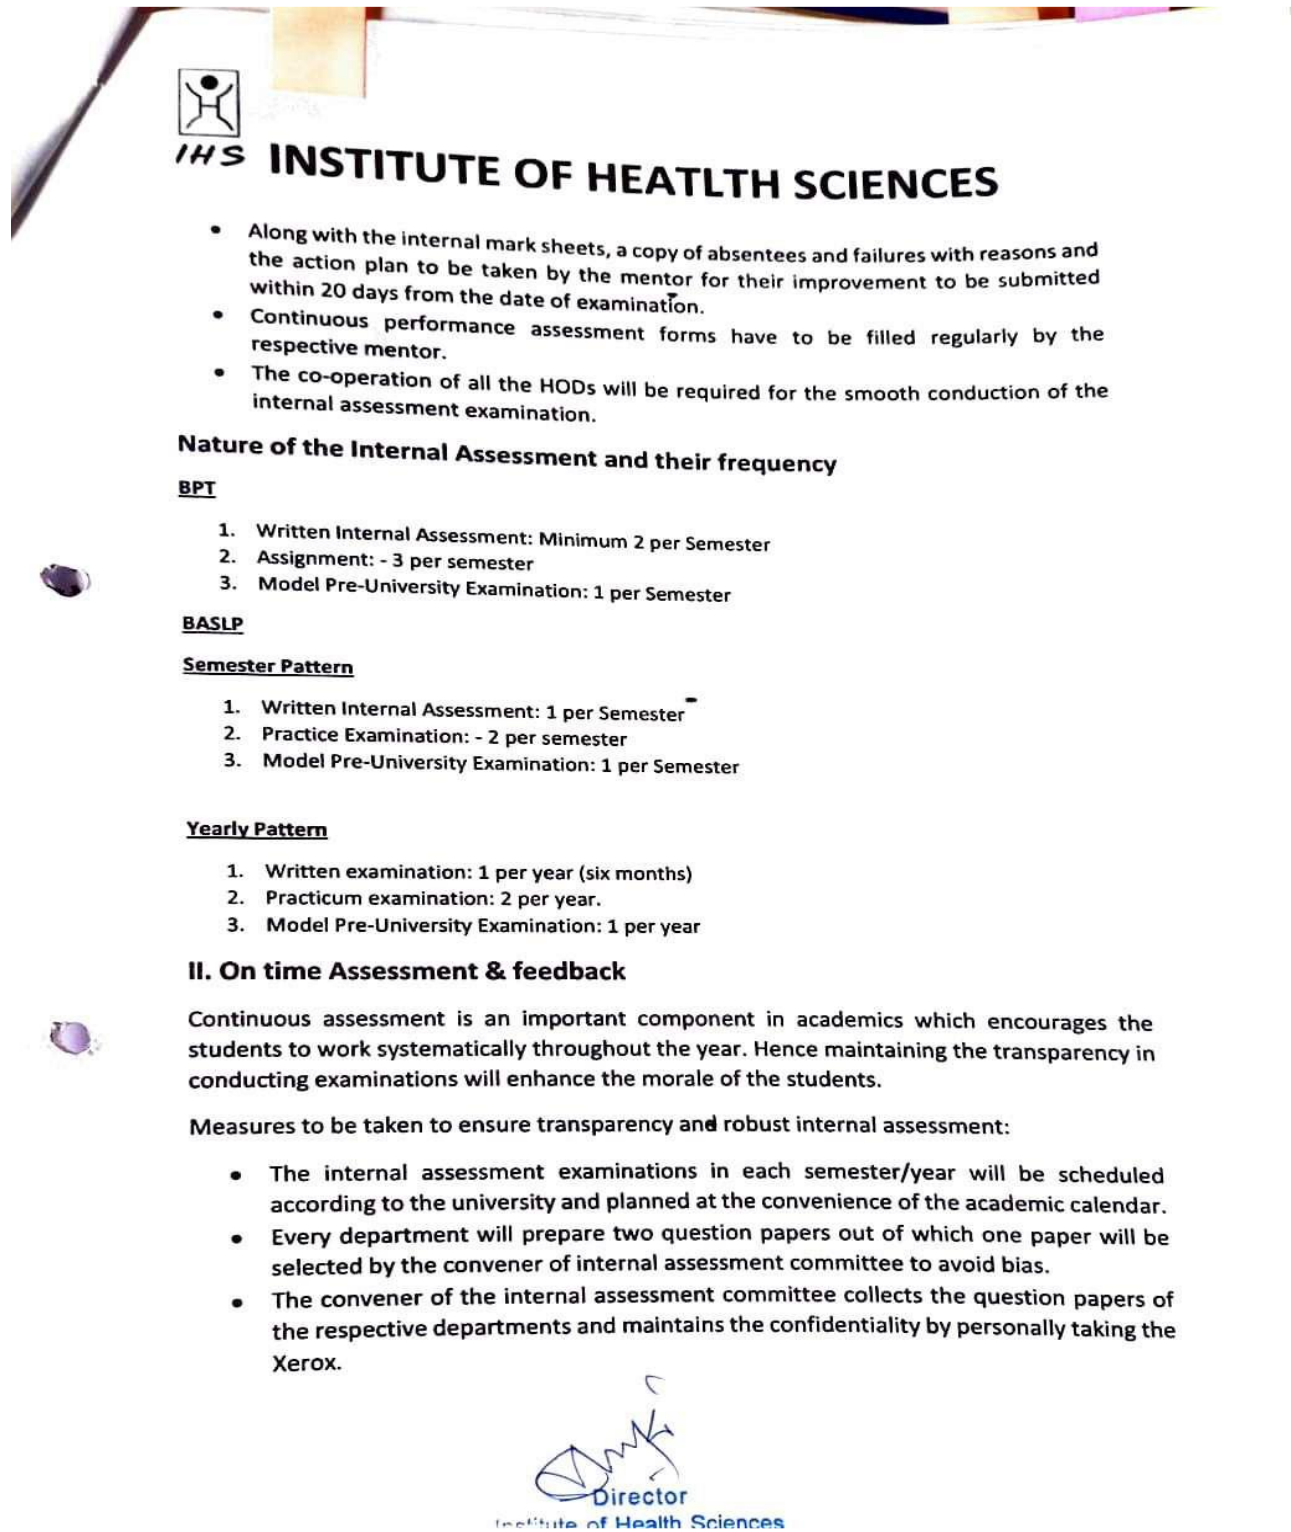 IHS INSTITUTE OF HEATLTH SCIENCES
• Along with the internal mark sheets, a copy of absentees and failures with reasons and
the action plan to be taken by the mentor for their improvement to be submitted
within 20 days from the date of examination.
• Continuous performance assessment forms have to be filled regularly by the
respective mentor.
• The co-operation of all the HODs will be required for the smooth conduction of the
internal assessment examination.
Nature of the Internal Assessment and their frequency
BPT
1. Written Internal Assessment: Minimum 2 per Semester
2. Assignment: - 3 per semester
3. Model Pre-University Examination: 1 per Semester
BASLP
Semester Pattern
1. Written Internal Assessment: 1 per Semester
2. Practice Examination: - 2 per semester
3. Model Pre-University Examination: 1 per Semester
Yearly Pattern
1. Written examination: 1 per year (six months)
2. Practicum examination: 2 per year.
3. Model Pre-University Examination: 1 per year
II. On time Assessment & feedback
Continuous assessment is an important component in academics which encourages the
students to work systematically throughout the year. Hence maintaining the transparency in
conducting examinations will enhance the morale of the students.
Measures to be taken to ensure transparency and robust internal assessment:
• The internal assessment examinations in each semester/year will be scheduled
according to the university and planned at the convenience of the academic calendar.
• Every department will prepare two question papers out of which one paper will be
selected by the convener of internal assessment committee to avoid bias.
• The convener of the internal assessment committee collects the question papers of
the respective departments and maintains the confidentiality by personally taking the
Xerox.
Director
Institute of Health Sciences